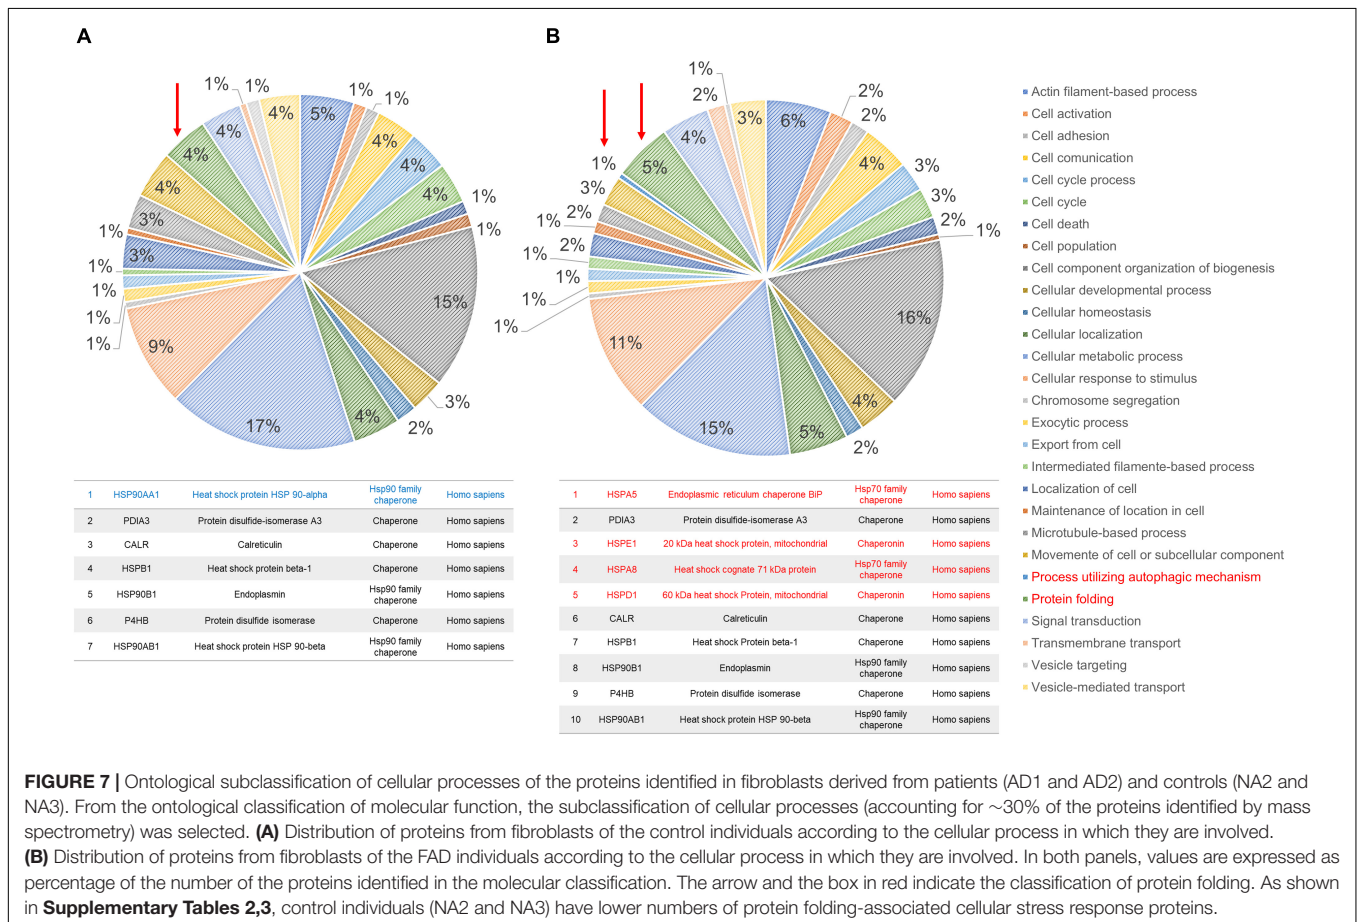 A
B
1%
1%
4%
4%
4%
5%
1%
1%
4%
4%
4%
1%
1%
15%
3%
2%
4%
17%
9%
1%
1%
1%
3%
1%
3%
4%
1%
2%
3%
4%
5%
1%
3%
2%
1%
2%
1%
1%
1%
1%
11%
15%
5%
2%
4%
16%
1%
2%
3%
3%
4%
2%
2%
6%
Actin filament-based process
Cell activation
Cell adhesion
Cell comunication
Cell cycle process
Cell cycle
Cell death
Cell population
Cell component organization of biogenesis
Cellular developmental process
Cellular homeostasis
Cellular localization
Cellular metabolic process
Cellular response to stimulus
Chromosome segregation
Exocytic process
Export from cell
Intermediated filamente-based process
Localization of cell
Maintenance of location in cell
Microtubule-based process
Movemente of cell or subcellular component
Process utilizing autophagic mechanism
Protein folding
Signal transduction
Transmembrane transport
Vesicle targeting
Vesicle-mediated transport
1 HSP90AA1 Heat shock protein HSP 90-alpha Hsp90 family chaperone Homo sapiens
2 PDIA3 Protein disulfide-isomerase A3 Chaperone Homo sapiens
3 CALR Calreticulin Chaperone Homo sapiens
4 HSPB1 Heat shock protein beta-1 Chaperone Homo sapiens
5 HSP90B1 Endoplasmin Hsp90 family chaperone Homo sapiens
6 P4HB Protein disulfide isomerase Chaperone Homo sapiens
7 HSP90AB1 Heat shock protein HSP 90-beta Hsp90 family chaperone Homo sapiens
1 HSPA5 Endoplasmic reticulum chaperone BiP Hsp70 family chaperone Homo sapiens
2 PDIA3 Protein disulfide-isomerase A3 Chaperone Homo sapiens
3 HSPE1 20 kDa heat shock protein, mitochondrial Chaperonin Homo sapiens
4 HSPA8 Heat shock cognate 71 kDa protein Hsp70 family chaperone Homo sapiens
5 HSPD1 60 kDa heat shock Protein, mitochondrial Chaperonin Homo sapiens
6 CALR Calreticulin Chaperone Homo sapiens
7 HSPB1 Heat shock Protein beta-1 Chaperone Homo sapiens
8 HSP90B1 Endoplasmin Hsp90 family chaperone Homo sapiens
9 P4HB Protein disulfide isomerase Chaperone Homo sapiens
10 HSP90AB1 Heat shock protein HSP 90-beta Hsp90 family chaperone Homo sapiens
FIGURE 7 | Ontological subclassification of cellular processes of the proteins identified in fibroblasts derived from patients (AD1 and AD2) and controls (NA2 and
NA3). From the ontological classification of molecular function, the subclassification of cellular processes (accounting for ~30% of the proteins identified by mass
spectrometry) was selected. (A) Distribution of proteins from fibroblasts of the control individuals according to the cellular process in which they are involved.
(B) Distribution of proteins from fibroblasts of the FAD individuals according to the cellular process in which they are involved. In both panels, values are expressed as
percentage of the number of the proteins identified in the molecular classification. The arrow and the box in red indicate the classification of protein folding. As shown
in Supplementary Tables 2,3, control individuals (NA2 and NA3) have lower numbers of protein folding-associated cellular stress response proteins.